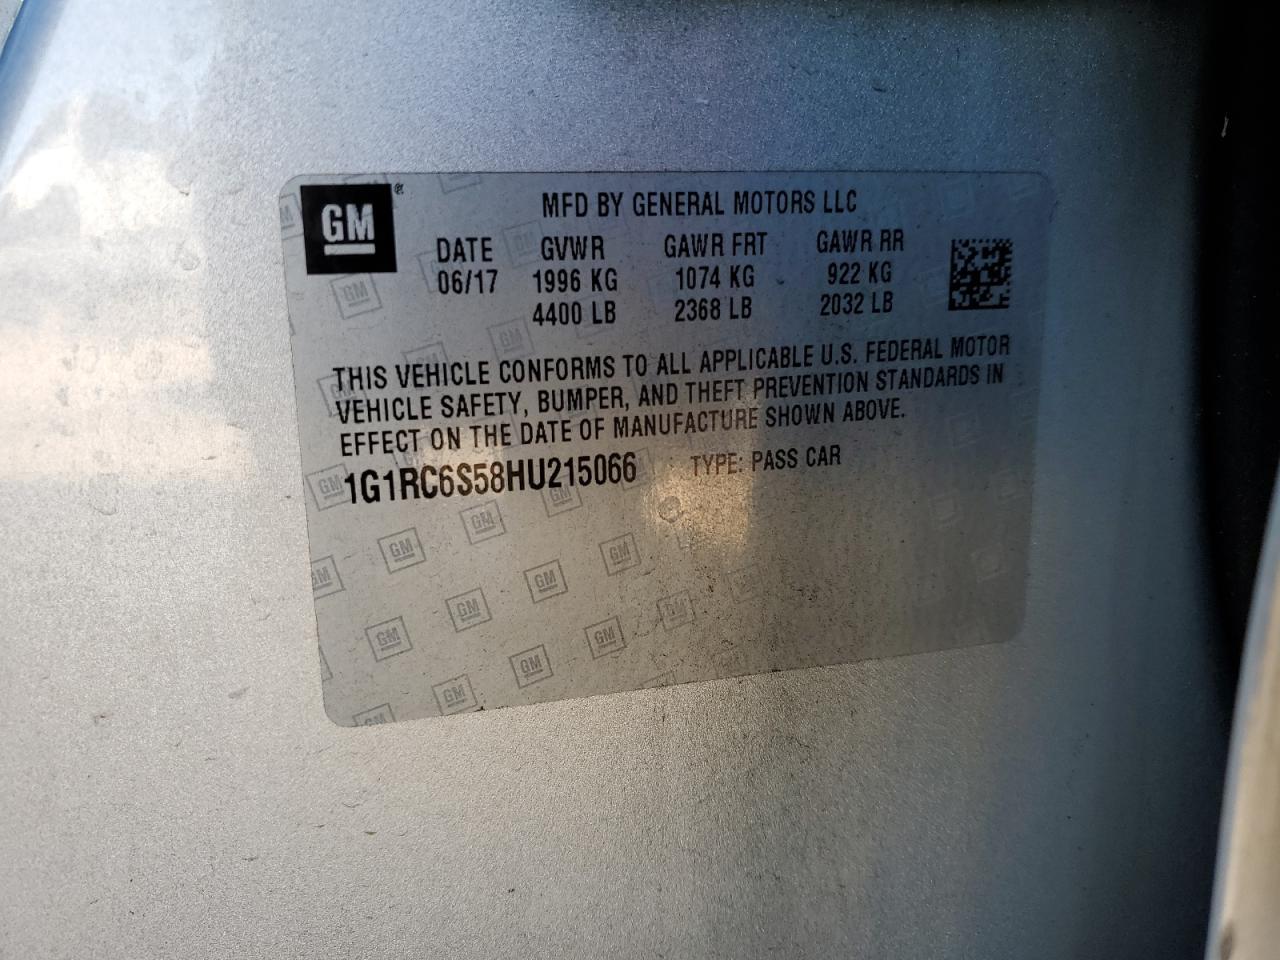 GM®
MFD BY GENERAL MOTORS LLC
DATE GVWR GAWR FRT GAWR RR
06/17 1996 KG 1074 KG 922 KG
4400 LB 2368 LB 2032 LB
THIS VEHICLE CONFORMS TO ALL APPLICABLE U.S. FEDERAL MOTOR
VEHICLE SAFETY, BUMPER, AND THEFT PREVENTION STANDARDS IN
EFFECT ON THE DATE OF MANUFACTURE SHOWN ABOVE.
1G1RC6S58HU215066 TYPE: PASS CAR